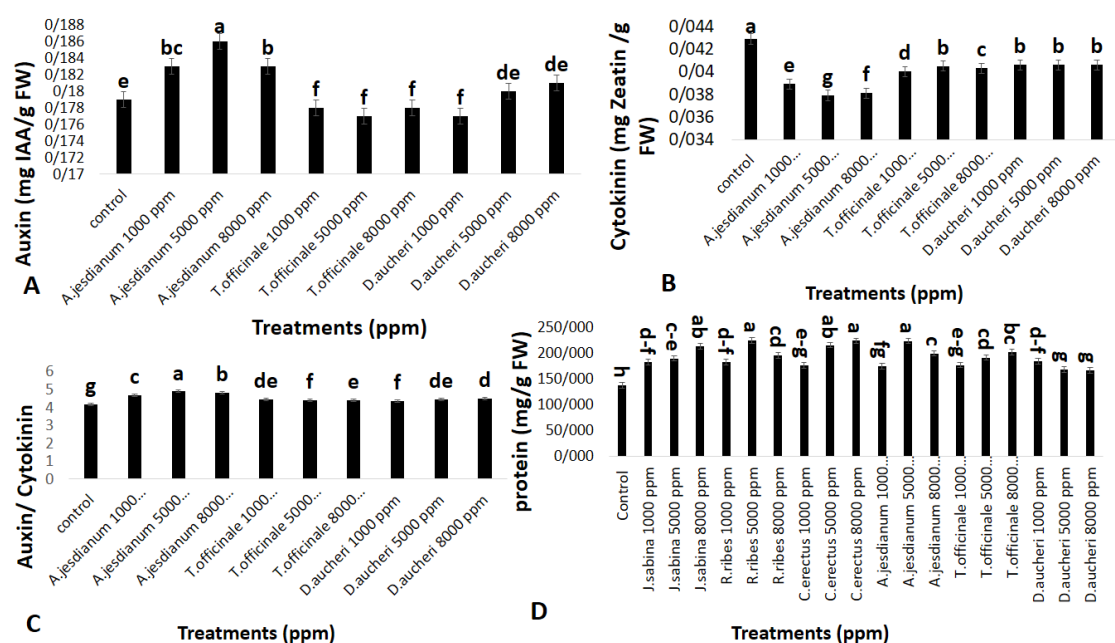 Auxin (mg IAA/g FW)
0/188
0/186
0/184
0/182
0/18
0/178
0/176
0/174
0/172
0/17
e
bc
a
b
f
f
f
f
de
de
control
A.jesdianum 1000 ppm
A.jesdianum 5000 ppm
A.jesdianum 8000 ppm
T.officinale 1000 ppm
T.officinale 5000 ppm
T.officinale 8000 ppm
D.aucheri 1000 ppm
D.aucheri 5000 ppm
D.aucheri 8000 ppm
A
Treatments (ppm)
Cytokinin (mg Zeatin /g
FW)
0/044
0/042
0/04
0/038
0/036
0/034
a
e
g
f
d
b
c
b
b
b
control
A.jesdianum 1000...
A.jesdianum 5000...
A.jesdianum 8000...
T.officinale 1000...
T.officinale 5000...
T.officinale 8000...
D.aucheri 1000 ppm
D.aucheri 5000 ppm
D.aucheri 8000 ppm
B
Treatments (ppm)
Auxin/ Cytokinin
6
5
4
3
2
1
0
g
c
a
b
de
f
e
f
de
d
control
A.jesdianum 1000...
A.jesdianum 5000...
A.jesdianum 8000...
T.officinale 1000...
T.officinale 5000...
T.officinale 8000...
D.aucheri 1000 ppm
D.aucheri 5000 ppm
D.aucheri 8000 ppm
C
Treatments (ppm)
protein (mg/g FW)
250/000
200/000
150/000
100/000
50/000
0/000
h
d-f
c-e
ab
d-f
a
cd
e-g
ab
a
fg
a
c
e-g
cd
bc
d-f
g
g
Control
J.sabina 1000 ppm
J.sabina 5000 ppm
J.sabina 8000 ppm
R.ribes 1000 ppm
R.ribes 5000 ppm
R.ribes 8000 ppm
C.erectus 1000 ppm
C.erectus 5000 ppm
C.erectus 8000 ppm
A.jesdianum 1000...
A.jesdianum 5000...
A.jesdianum 8000...
T.officinale 1000...
T.officinale 5000...
T.officinale 8000...
D.aucheri 1000 ppm
D.aucheri 5000 ppm
D.aucheri 8000 ppm
D
Treatments (ppm)